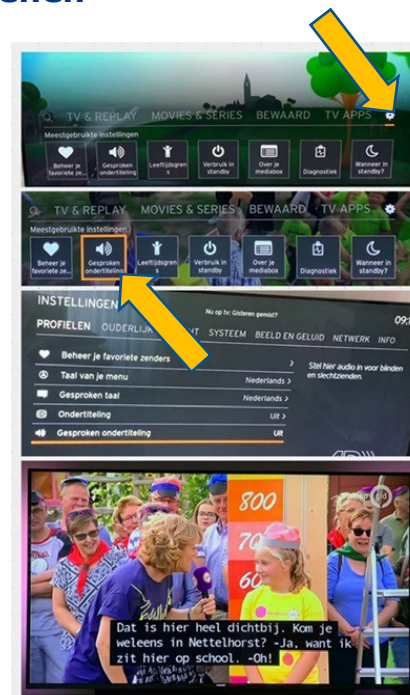 TV & REPLAY MOVIES & SERIES BEWAARD TV APPS
Meestgebruikte instellingen
Beheer je
favoriete ze...
Gesproken
ondertiteling
Leeftijdsgren
s
Verbruik in
standby
Over je
mediabox
Diagnostiek
Wanneer in
standby?
TV & REPLAY MOVIES & SERIES BEWAARD TV APPS
Meestgebruikte instellingen
Beheer je
favoriete ze...
Gesproken
ondertiteling
Leeftijdsgren
s
Verbruik in
standby
Over je
mediabox
Diagnostiek
Wanneer in
standby?
INSTELLINGEN
Nu op tv: Gisteren gemist?
PROFIELEN SYSTEEM BEELD EN GELUID NETWERK INFO
Beheer je favoriete zenders
Taal van je menu Nederlands
Gesproken taal Nederlands
Ondertiteling Uit
Gesproken ondertiteling Uit
Stel hier audio in voor blinden
en slechtzienden.
800
Dat is hier heel dichtbij. Kom je
weleens in Nettelhorst? -Ja, want ik
zit hier op school. -Oh!